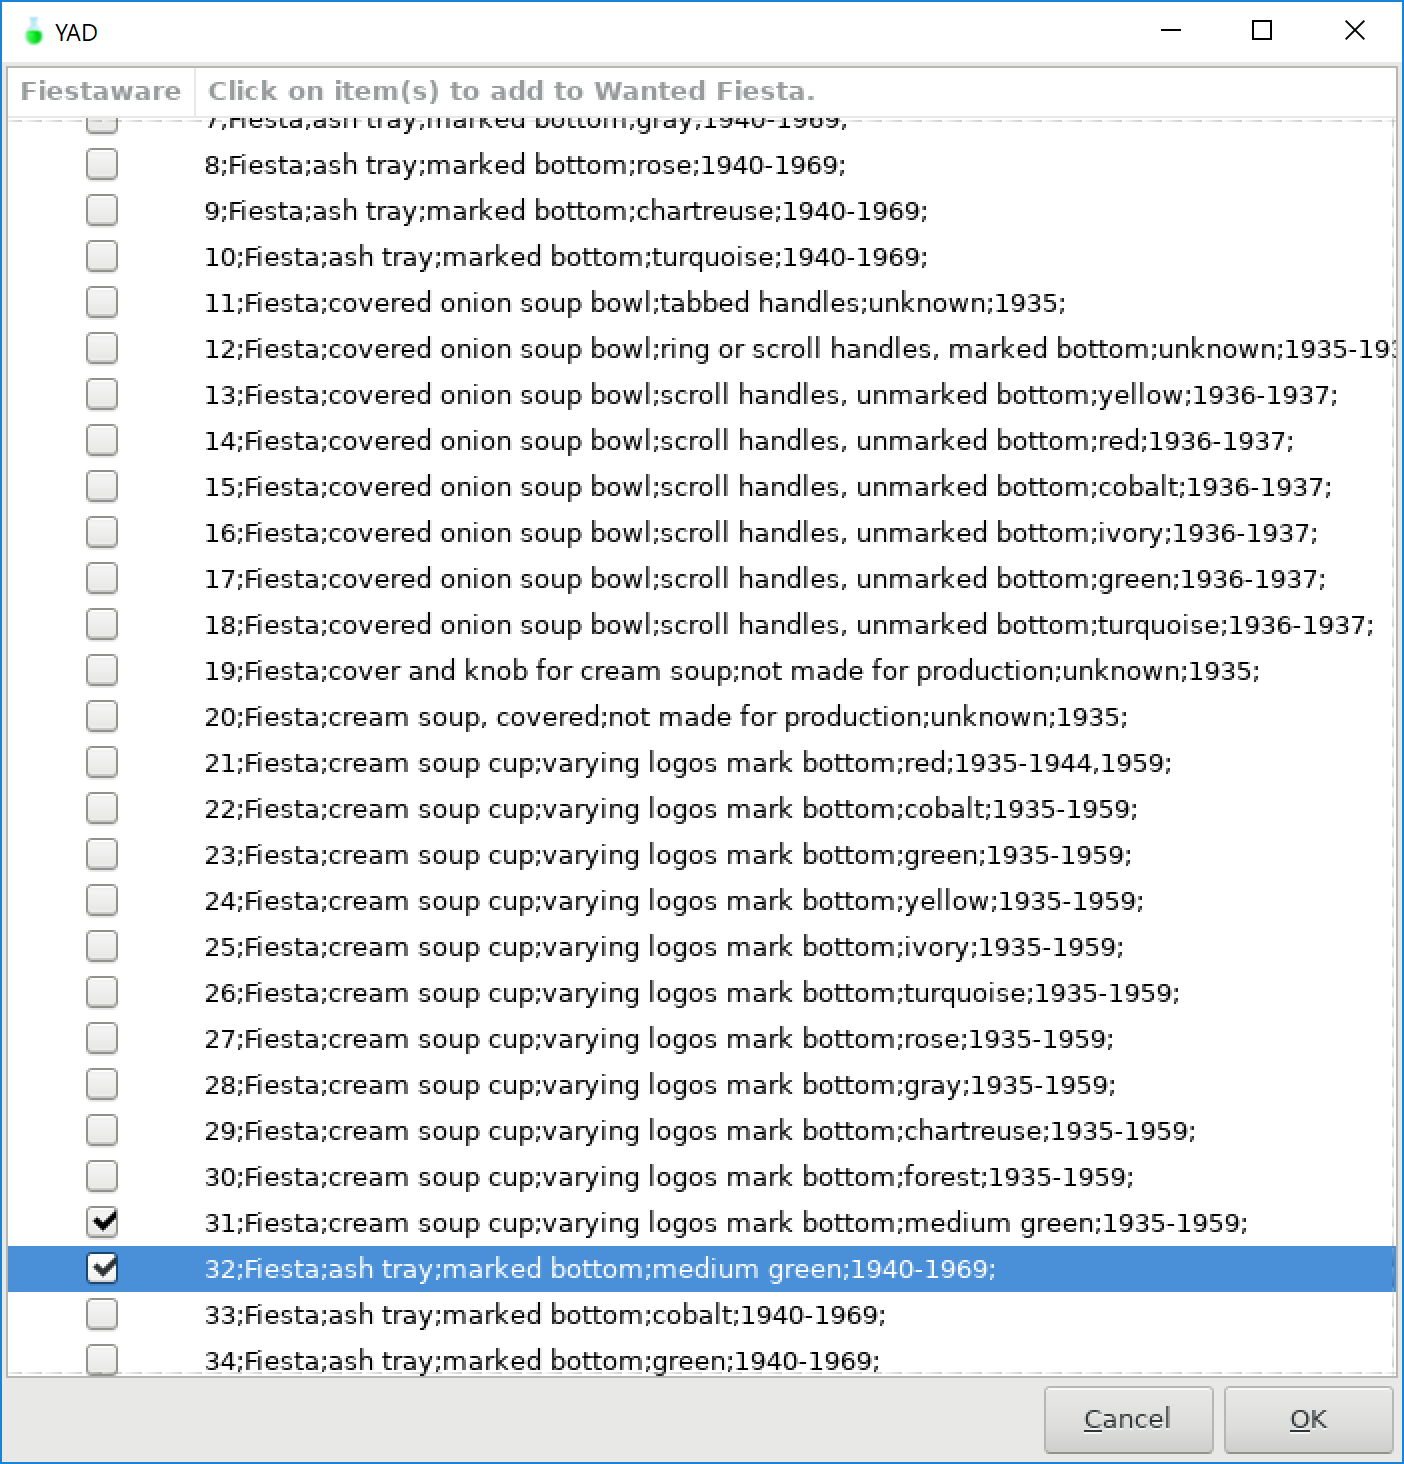 YAD
Fiestaware Click on item(s) to add to Wanted Fiesta.
7;Fiesta;ash tray;marked bottom;gray;1940-1969;
8;Fiesta;ash tray;marked bottom;rose;1940-1969;
9;Fiesta;ash tray;marked bottom;chartreuse;1940-1969;
10;Fiesta;ash tray;marked bottom;turquoise;1940-1969;
11;Fiesta;covered onion soup bowl;tabbed handles;unknown;1935;
12;Fiesta;covered onion soup bowl;ring or scroll handles, marked bottom;unknown;1935-193
13;Fiesta;covered onion soup bowl;scroll handles, unmarked bottom;yellow;1936-1937;
14;Fiesta;covered onion soup bowl;scroll handles, unmarked bottom;red;1936-1937;
15;Fiesta;covered onion soup bowl;scroll handles, unmarked bottom;cobalt;1936-1937;
16;Fiesta;covered onion soup bowl;scroll handles, unmarked bottom;ivory;1936-1937;
17;Fiesta;covered onion soup bowl;scroll handles, unmarked bottom;green;1936-1937;
18;Fiesta;covered onion soup bowl;scroll handles, unmarked bottom;turquoise;1936-1937;
19;Fiesta;cover and knob for cream soup;not made for production;unknown;1935;
20;Fiesta;cream soup, covered;not made for production;unknown;1935;
21;Fiesta;cream soup cup;varying logos mark bottom;red;1935-1944,1959;
22;Fiesta;cream soup cup;varying logos mark bottom;cobalt;1935-1959;
23;Fiesta;cream soup cup;varying logos mark bottom;green;1935-1959;
24;Fiesta;cream soup cup;varying logos mark bottom;yellow;1935-1959;
25;Fiesta;cream soup cup;varying logos mark bottom;ivory;1935-1959;
26;Fiesta;cream soup cup;varying logos mark bottom;turquoise;1935-1959;
27;Fiesta;cream soup cup;varying logos mark bottom;rose;1935-1959;
28;Fiesta;cream soup cup;varying logos mark bottom;gray;1935-1959;
29;Fiesta;cream soup cup;varying logos mark bottom;chartreuse;1935-1959;
30;Fiesta;cream soup cup;varying logos mark bottom;forest;1935-1959;
31;Fiesta;cream soup cup;varying logos mark bottom;medium green;1935-1959;
32;Fiesta;ash tray;marked bottom;medium green;1940-1969;
33;Fiesta;ash tray;marked bottom;cobalt;1940-1969;
34;Fiesta;ash tray;marked bottom;green;1940-1969;
Cancel OK